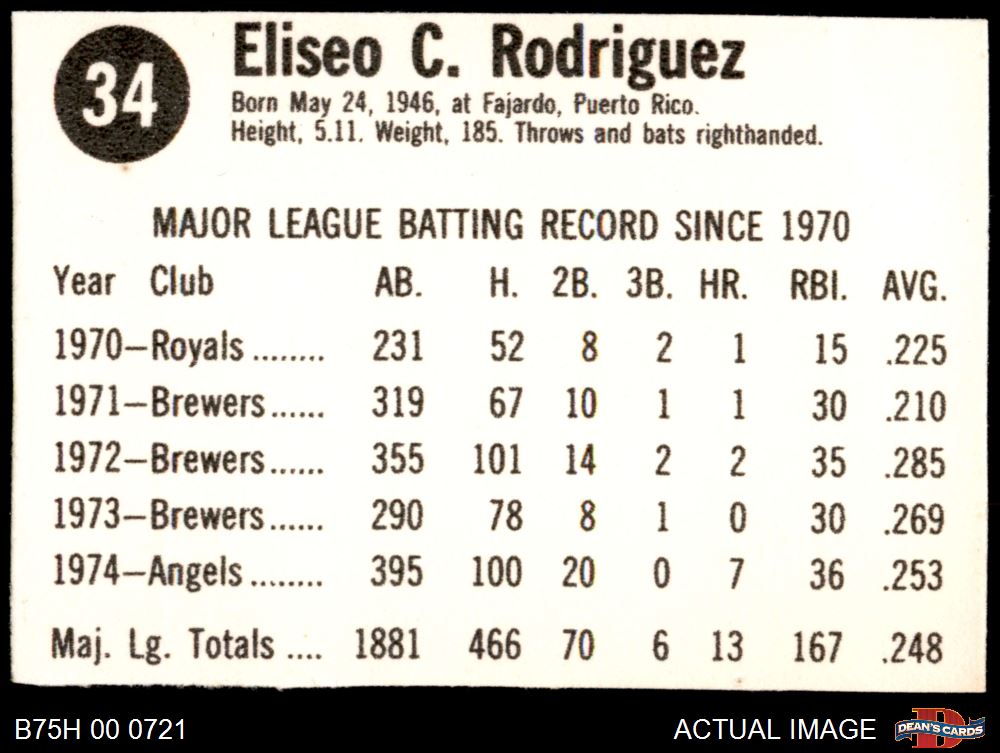 34
Eliseo C. Rodriguez
Born May 24, 1946, at Fajardo, Puerto Rico.
Height, 5.11. Weight, 185. Throws and bats righthanded.
MAJOR LEAGUE BATTING RECORD SINCE 1970
Year Club AB. H. 2B. 3B. HR. RBI. AVG.
1970—Royals ........ 231 52 8 2 1 15 .225
1971—Brewers...... 319 67 10 1 1 30 .210
1972—Brewers...... 355 101 14 2 2 35 .285
1973—Brewers...... 290 78 8 1 0 30 .269
1974—Angels ........ 395 100 20 0 7 36 .253
Maj. Lg. Totals .... 1881 466 70 6 13 167 .248
B75H 00 0721 ACTUAL IMAGE DEAN'S CARDS